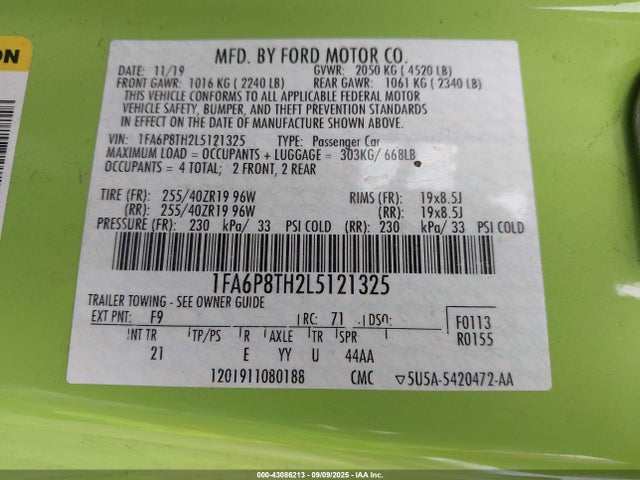 ON
MFD. BY FORD MOTOR CO.
DATE: 11/19 GVWR: 2050 KG ( 4520 LB)
FRONT GAWR: 1016 KG ( 2240 LB) REAR GAWR: 1061 KG ( 2340 LB)
THIS VEHICLE CONFORMS TO ALL APPLICABLE FEDERAL MOTOR
VEHICLE SAFETY, BUMPER, AND THEFT PREVENTION STANDARDS
IN EFFECT ON THE DATE OF MANUFACTURE SHOWN ABOVE.
VIN: 1FA6P8TH2L5121325 TYPE: Passenger Car
MAXIMUM LOAD = OCCUPANTS + LUGGAGE = 303KG/ 668LB
OCCUPANTS = 4 TOTAL; 2 FRONT, 2 REAR
TIRE (FR): 255/40ZR19 96W RIMS (FR): 19x8.5J
(RR): 255/40ZR19 96W (RR): 19x8.5J
PRESSURE (FR): 230 kPa/ 33 PSI COLD (RR): 230 kPa/ 33 PSI COLD
1FA6P8TH2L5121325
TRAILER TOWING - SEE OWNER GUIDE
EXT PNT: F9 RC: 71 DSO: F0113
R0155
INT TR TP/PS R AXLE TR SPR
21 E YY U 44AA
1201911080188 CMC ▽5U5A-5420472-AA
000-43086213 - 09/09/2025 - IAA Inc.